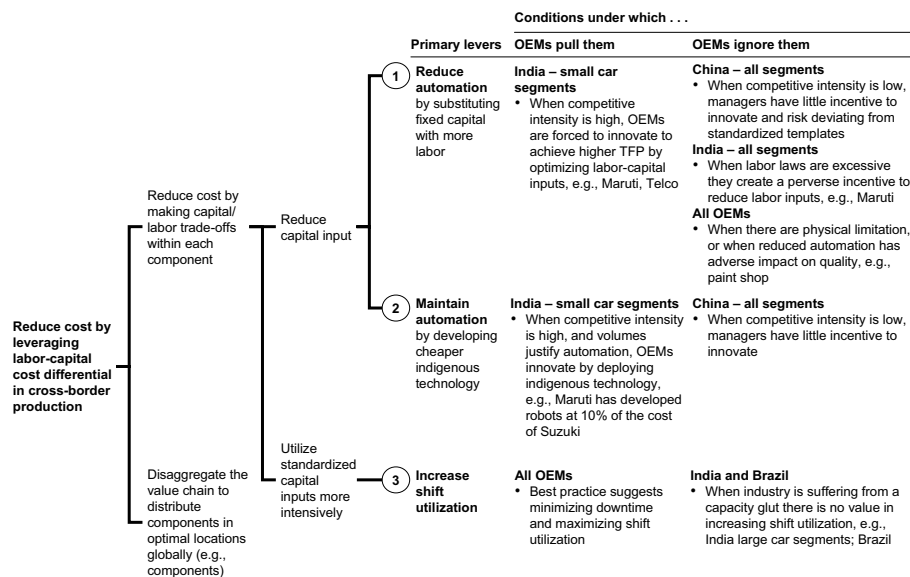 Conditions under which . . .
Primary levers
OEMs pull them
OEMs ignore them
Reduce cost by
leveraging
labor-capital
cost differential
in cross-border
production
Reduce cost by
making capital/
labor trade-offs
within each
component
Disaggregate the
value chain to
distribute
components in
optimal locations
globally (e.g.,
components)
Reduce
capital input
Utilize
standardized
capital
inputs more
intensively
1
Reduce
automation
by substituting
fixed capital
with more
labor
India – small car
segments
• When competitive
intensity is high, OEMs
are forced to innovate to
achieve higher TFP by
optimizing labor-capital
inputs, e.g., Maruti, Telco
China – all segments
• When competitive intensity is low,
managers have little incentive to
innovate and risk deviating from
standardized templates
India – all segments
• When labor laws are excessive
they create a perverse incentive to
reduce labor inputs, e.g., Maruti
All OEMs
• When there are physical limitation,
or when reduced automation has
adverse impact on quality, e.g.,
paint shop
2
Maintain
automation
by developing
cheaper
indigenous
technology
India – small car segments
• When competitive intensity
is high, and volumes
justify automation, OEMs
innovate by deploying
indigenous technology,
e.g., Maruti has developed
robots at 10% of the cost
of Suzuki
China – all segments
• When competitive intensity is low,
managers have little incentive to
innovate
3
Increase
shift
utilization
All OEMs
• Best practice suggests
minimizing downtime
and maximizing shift
utilization
India and Brazil
• When industry is suffering from a
capacity glut there is no value in
increasing shift utilization, e.g.,
India large car segments; Brazil